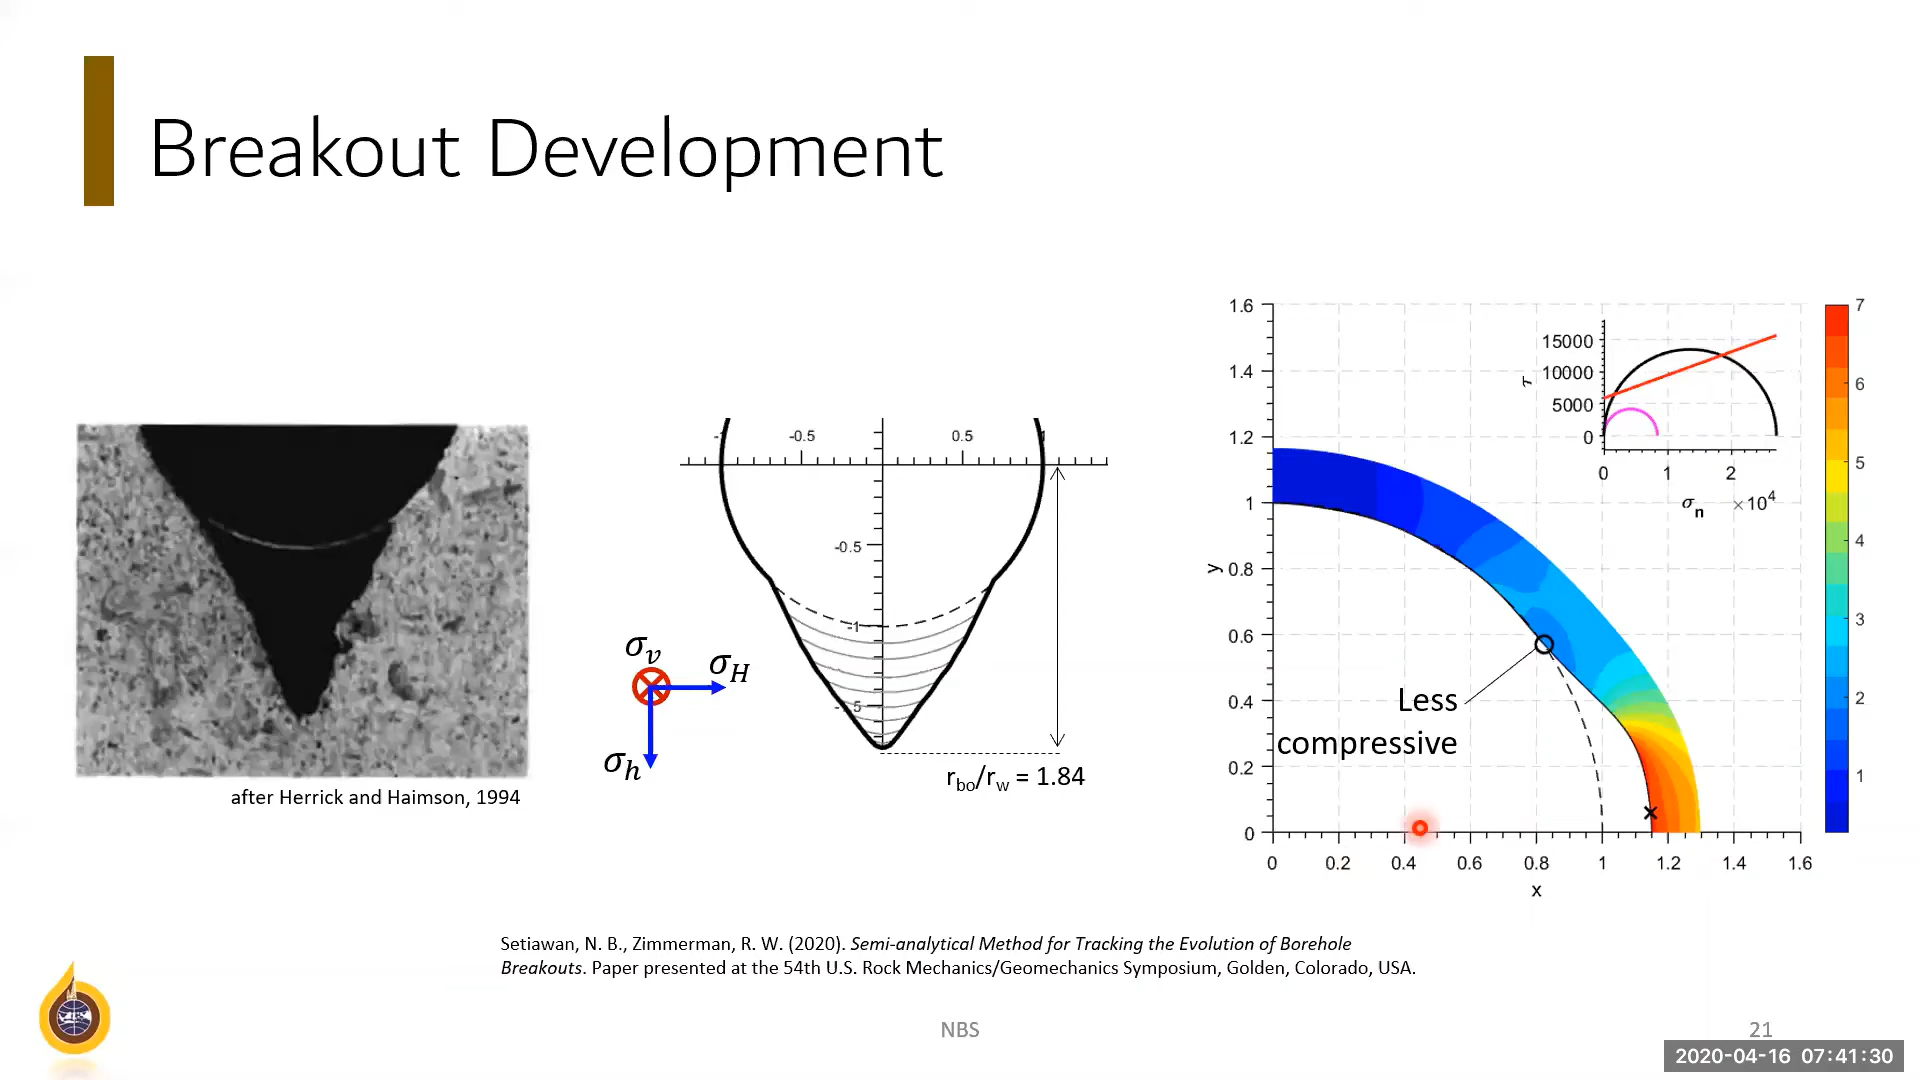 Breakout Development
after Herrick and Haimson, 1994
-0.5
0.5
-0.5
-1
σv
σH
σh
rbo/rw = 1.84
1.6
1.4
1.2
1
0.8
0.6
0.4
0.2
0
y
0 0.2 0.4 0.6 0.8 1 1.2 1.4 1.6
x
Less
compressive
15000
10000
5000
0
τ
0 1 2
σn ×10⁴
7
6
5
4
3
2
1
Setiawan, N. B., Zimmerman, R. W. (2020). Semi-analytical Method for Tracking the Evolution of Borehole
Breakouts. Paper presented at the 54th U.S. Rock Mechanics/Geomechanics Symposium, Golden, Colorado, USA.
NBS
21
2020-04-16 07:41:30